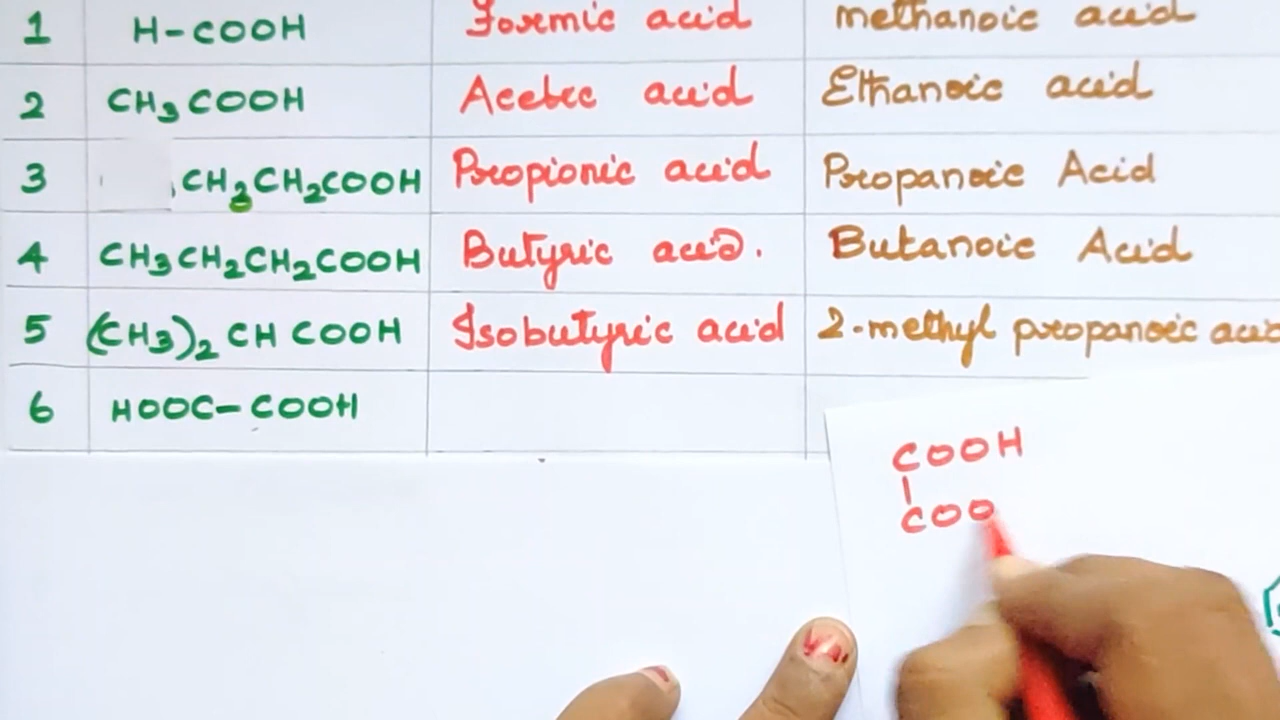 1 H-COOH Formic acid methanoic acid
2 CH₃COOH Acetic acid Ethanoic acid
3 CH₂CH₂COOH Propionic acid Propanoic Acid
4 CH₃CH₂CH₂COOH Butyric acid. Butanoic Acid
5 (CH₃)₂ CH COOH Isobutyric acid 2-methyl propanoic acid
6 HOOC-COOH
COOH
|
COO